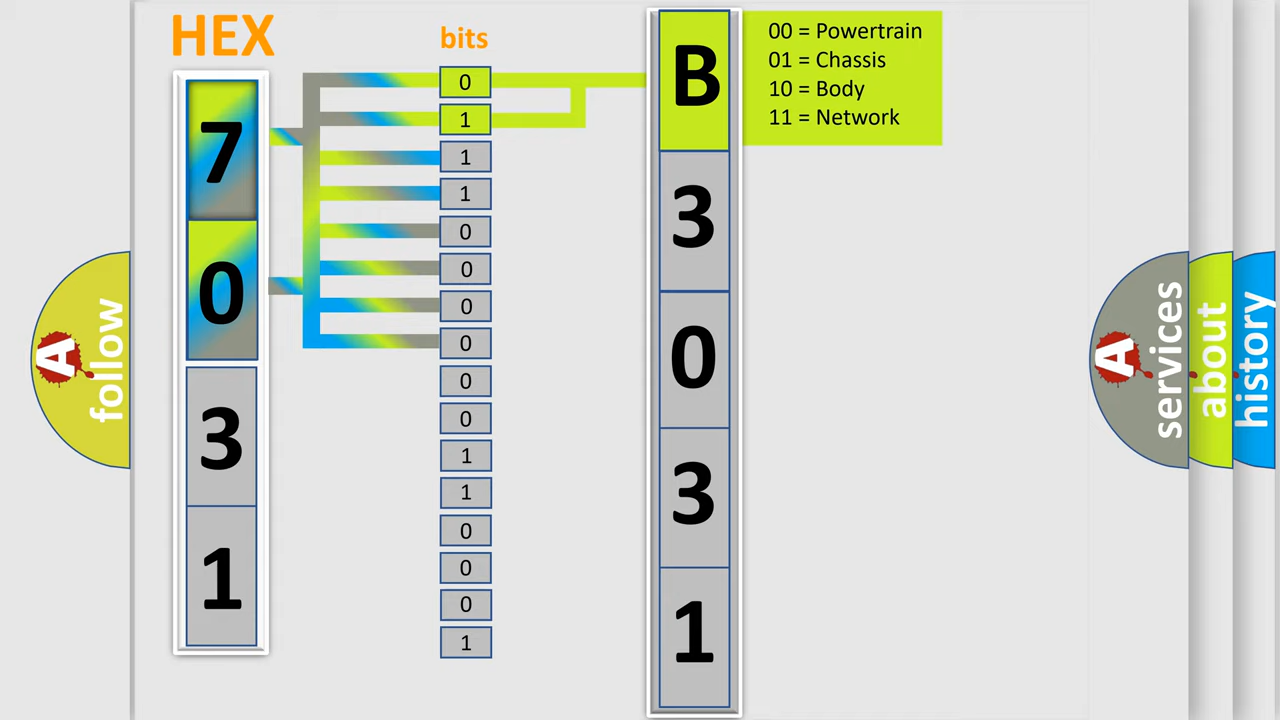 HEX
bits
7
0
3
1
0
1
1
1
0
0
0
0
0
0
1
1
0
0
0
1
B
3
0
3
1
00 = Powertrain
01 = Chassis
10 = Body
11 = Network
A
follow
A
services
about
history